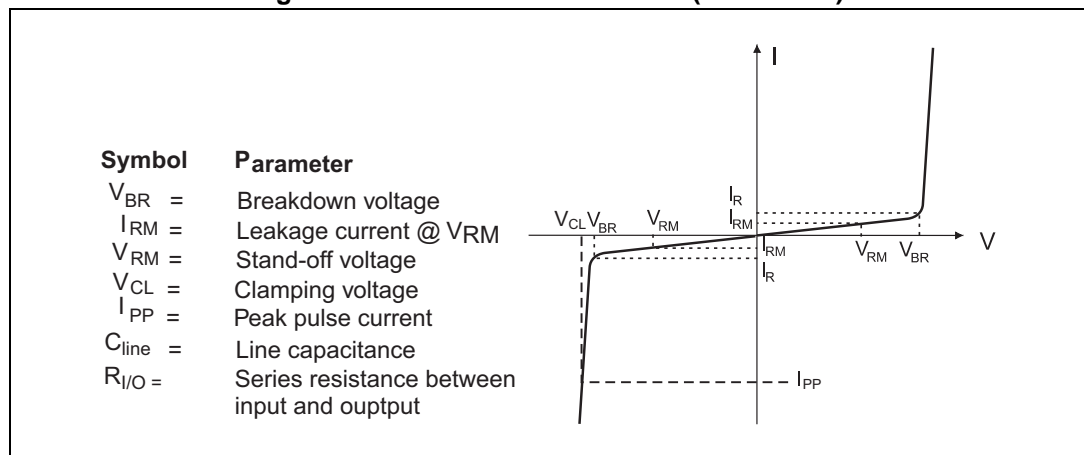 Symbol Parameter
VBR = Breakdown voltage
IRM = Leakage current @ VRM
VRM = Stand-off voltage
VCL = Clamping voltage
IPP = Peak pulse current
Cline = Line capacitance
RI/O = Series resistance between
input and ouptput
I
IR
VCL VBR VRM IRM
IRM VRM VBR V
IR
IPP